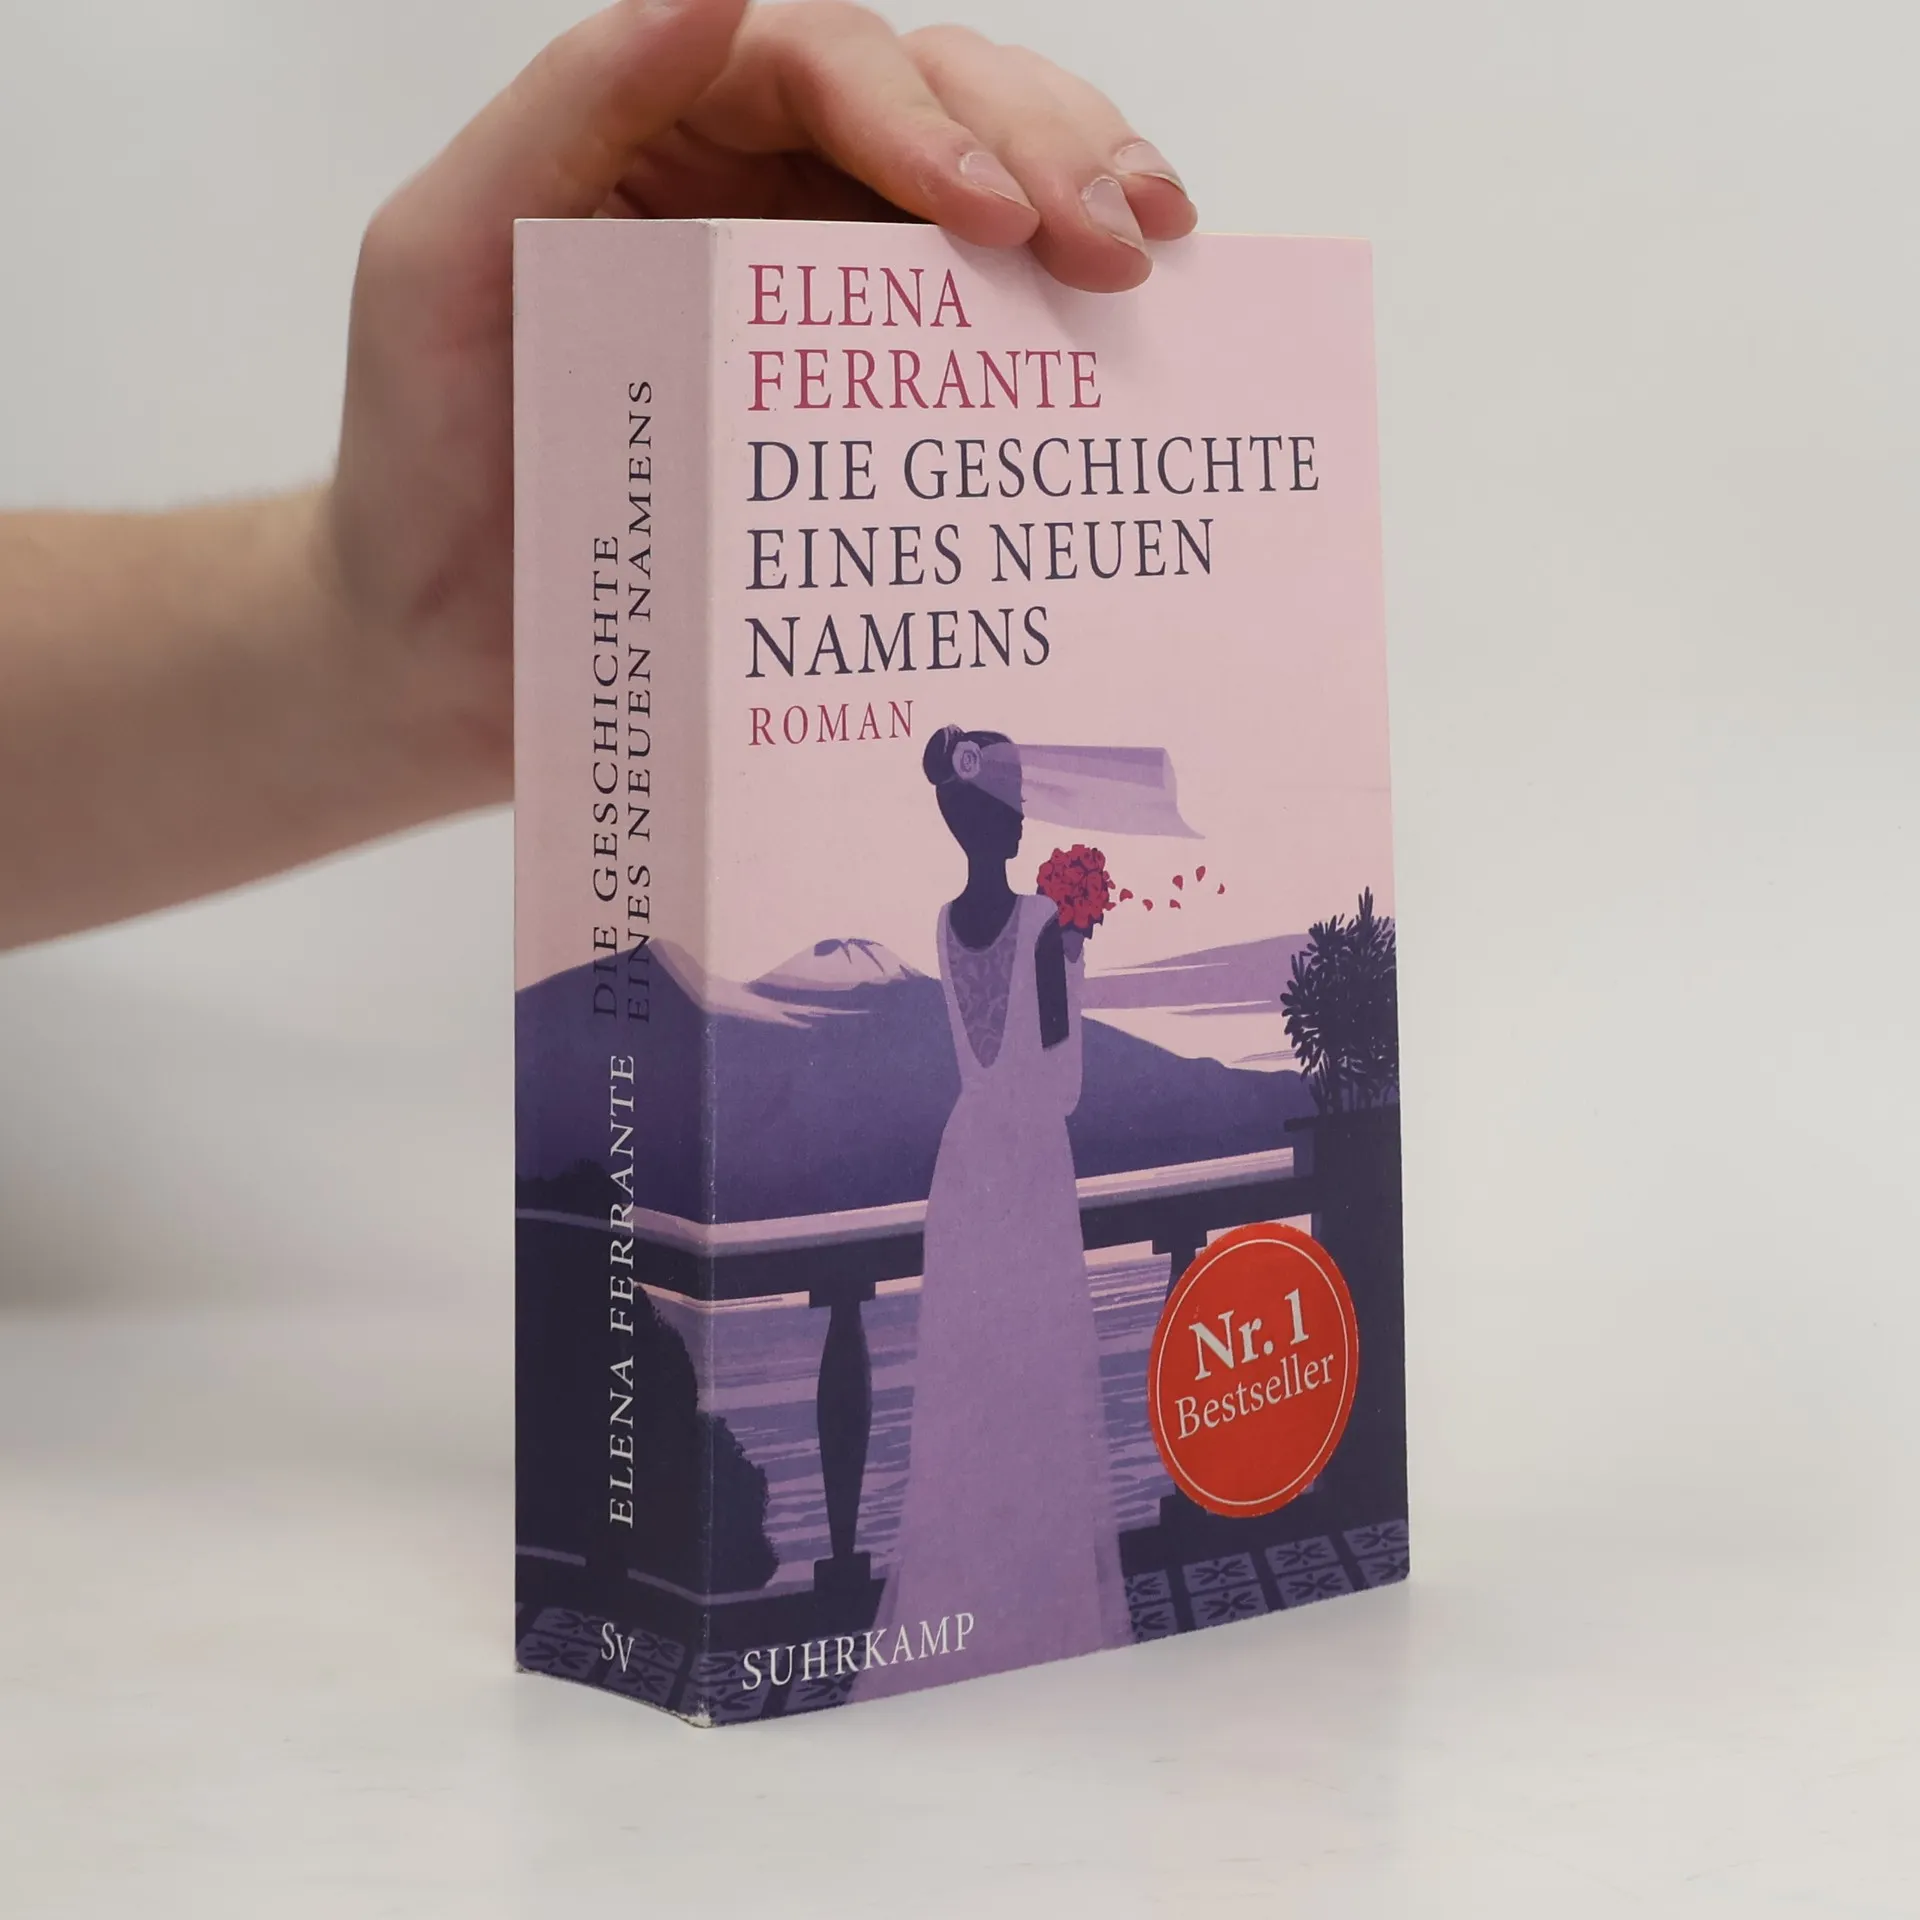 ELENA
FERRANTE
DIE GESCHICHTE
EINES NEUEN
NAMENS
ROMAN
Nr. 1
Bestseller
SUHRKAMP
ELENA FERRANTE
DIE GESCHICHTE
EINES NEUEN NAMENS
SV